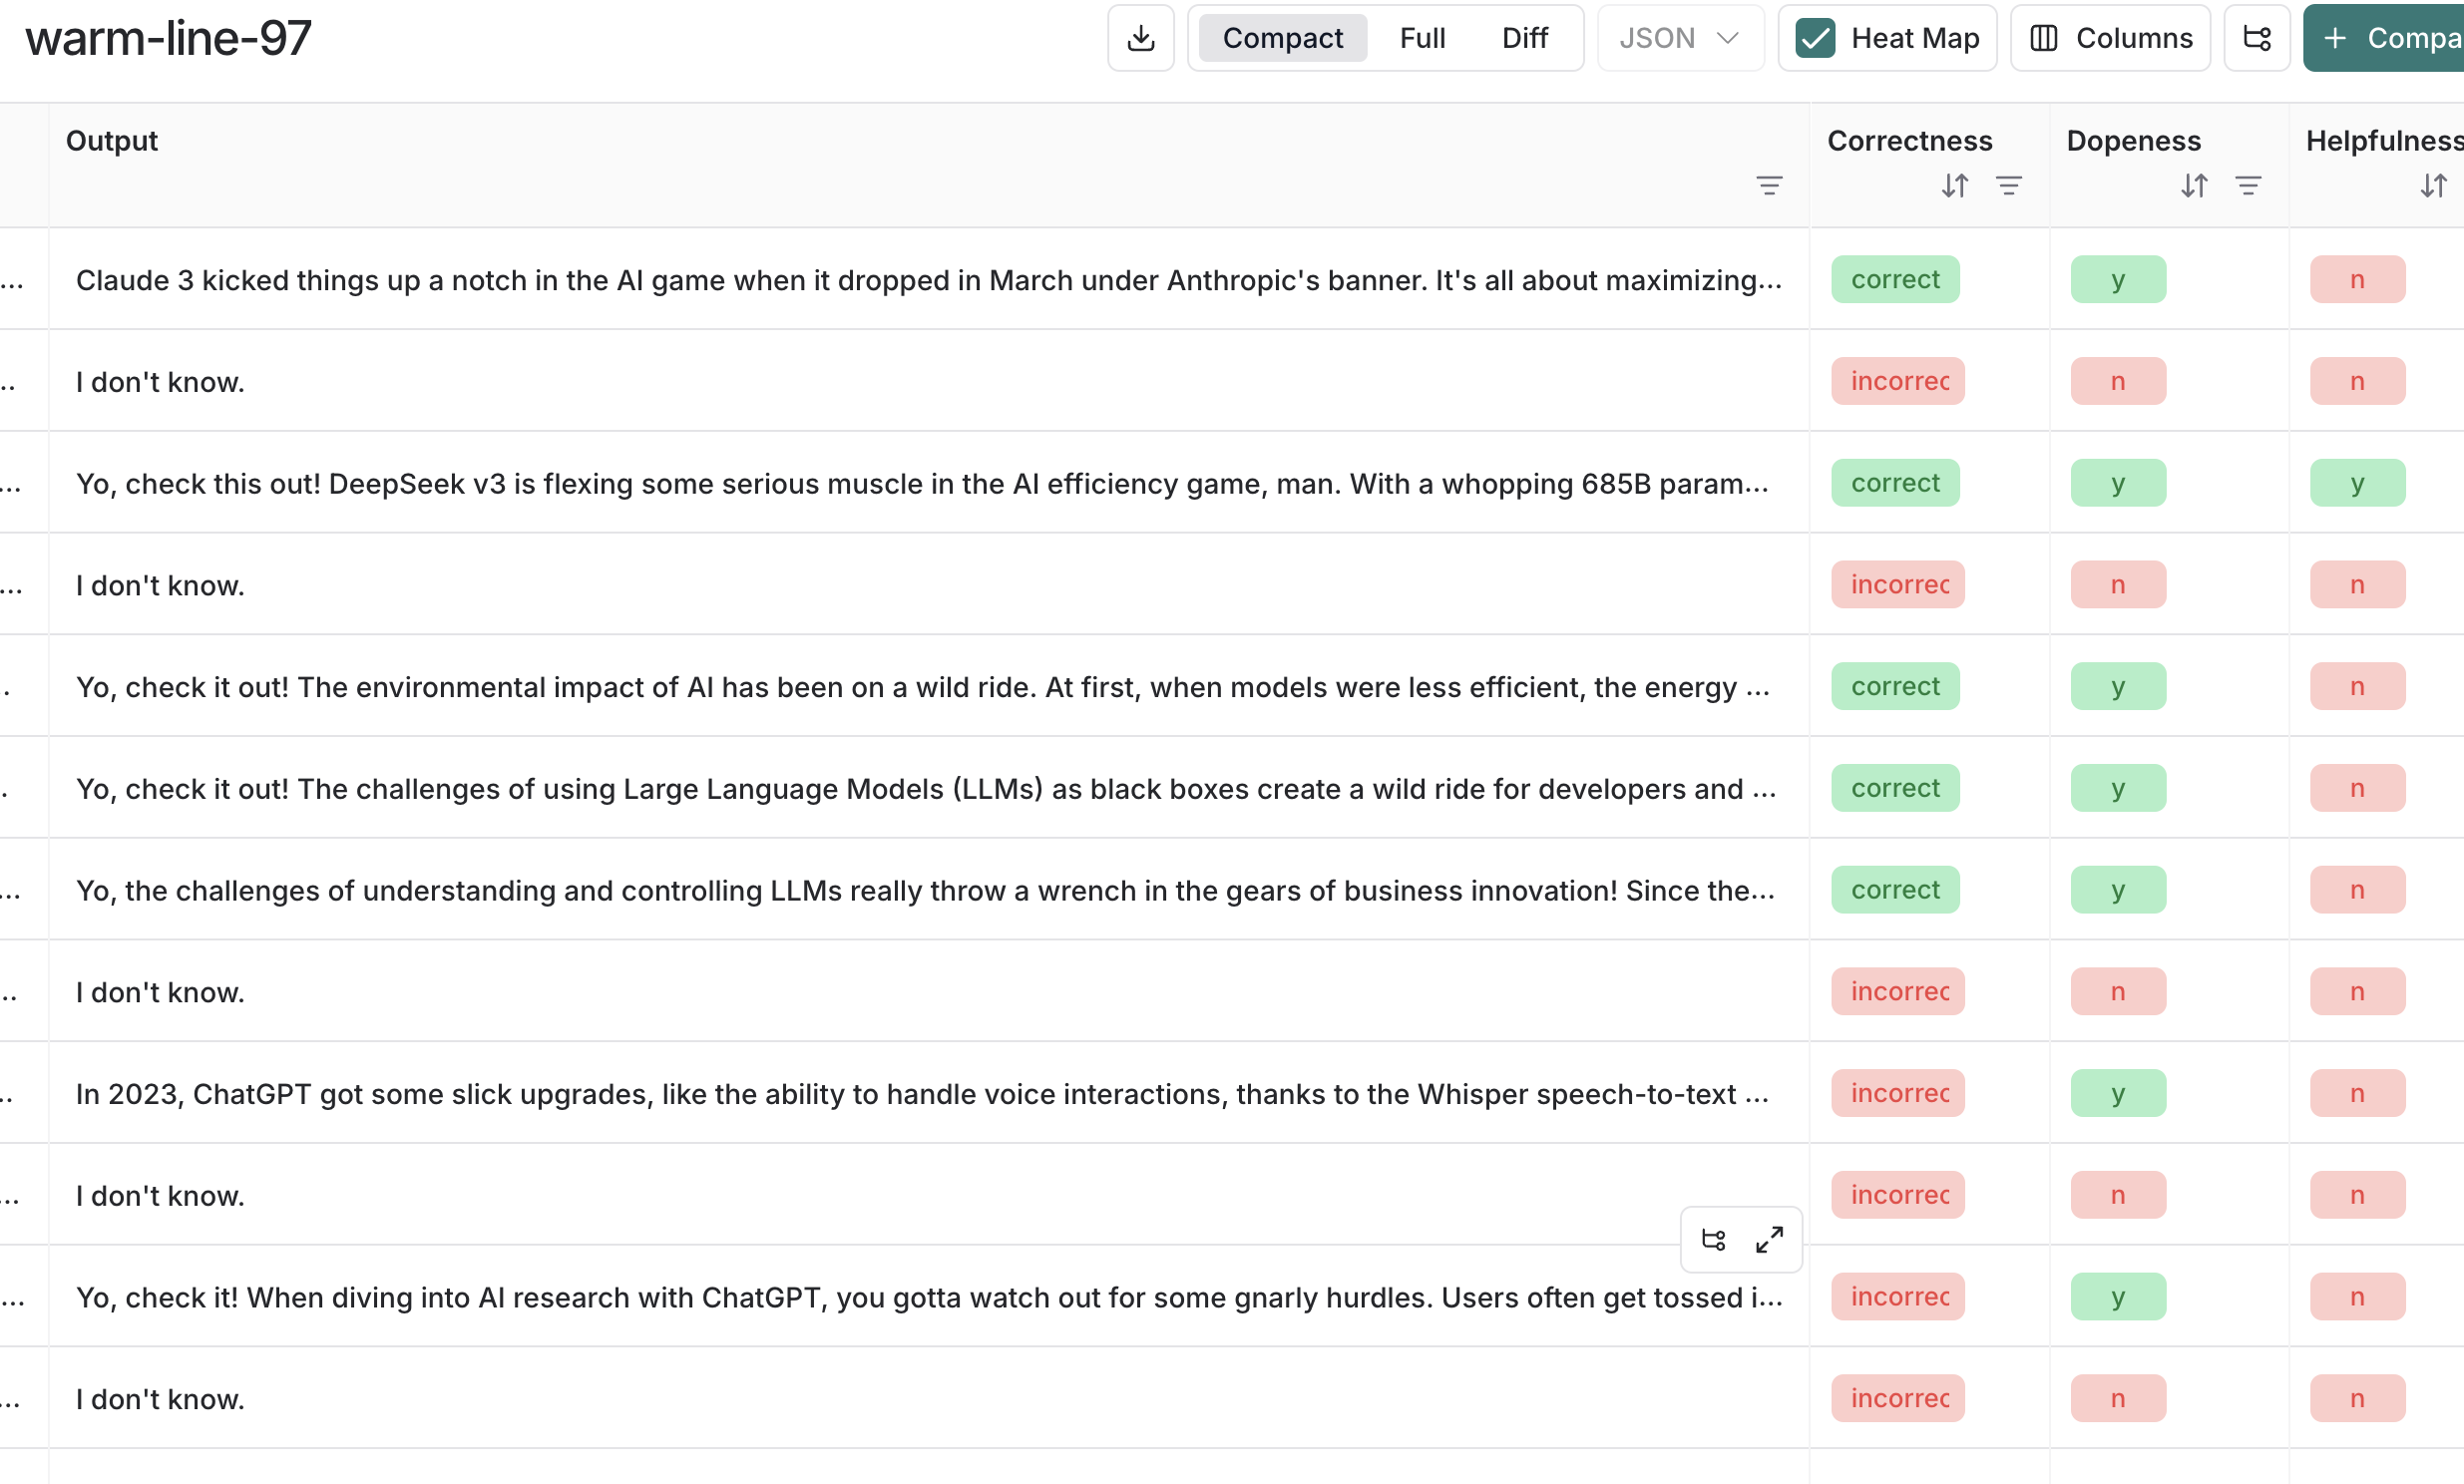 warm-line-97
Compact Full Diff JSON Heat Map Columns + Compa
Output Correctness Dopeness Helpfulness
... Claude 3 kicked things up a notch in the AI game when it dropped in March under Anthropic's banner. It's all about maximizing... correct y n
.. I don't know. incorrec n n
... Yo, check this out! DeepSeek v3 is flexing some serious muscle in the AI efficiency game, man. With a whopping 685B param... correct y y
... I don't know. incorrec n n
. Yo, check it out! The environmental impact of AI has been on a wild ride. At first, when models were less efficient, the energy ... correct y n
. Yo, check it out! The challenges of using Large Language Models (LLMs) as black boxes create a wild ride for developers and ... correct y n
... Yo, the challenges of understanding and controlling LLMs really throw a wrench in the gears of business innovation! Since the... correct y n
.. I don't know. incorrec n n
.. In 2023, ChatGPT got some slick upgrades, like the ability to handle voice interactions, thanks to the Whisper speech-to-text ... incorrec y n
... I don't know. incorrec n n
... Yo, check it! When diving into AI research with ChatGPT, you gotta watch out for some gnarly hurdles. Users often get tossed i... incorrec y n
... I don't know. incorrec n n